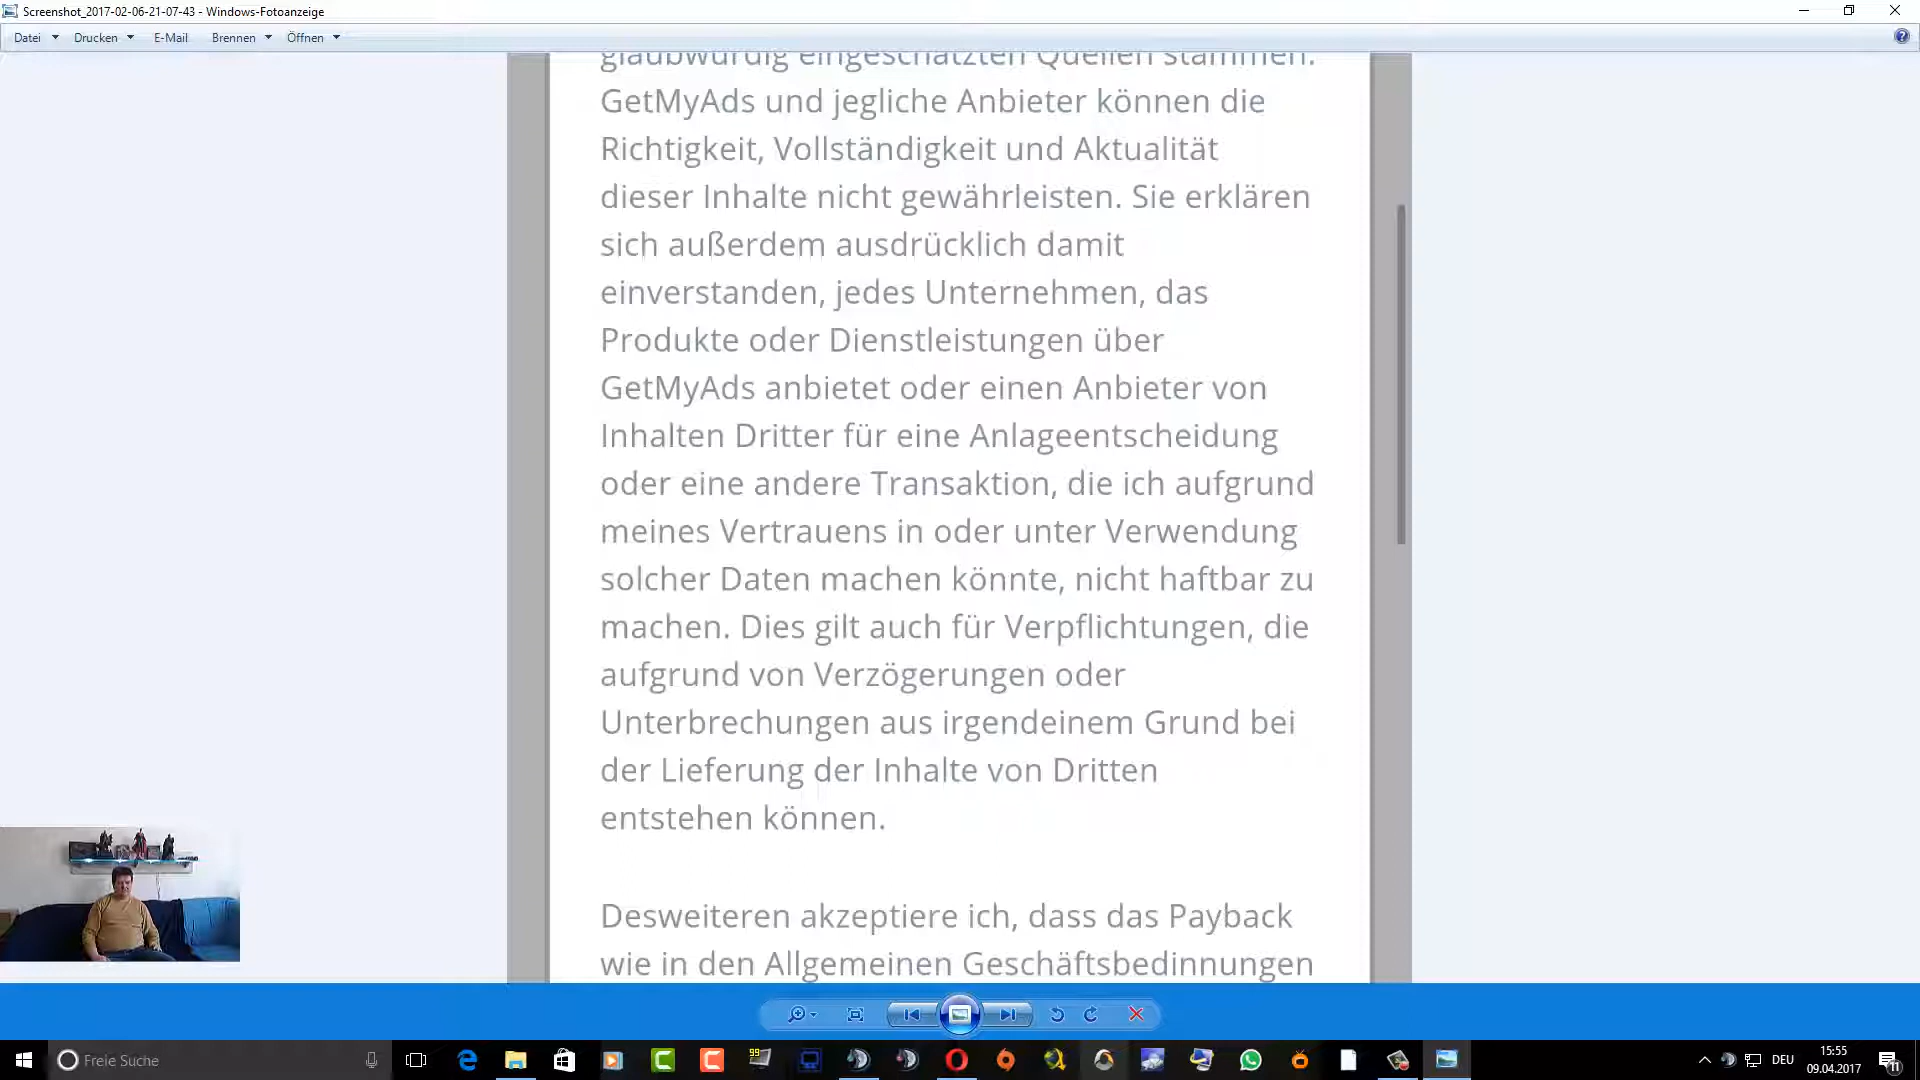 Screenshot_2017-02-06-21-07-43 - Windows-Fotoanzeige
Datei Drucken E-Mail Brennen Öffnen
glaubwürdig eingeschätzten Quellen stammen.
GetMyAds und jegliche Anbieter können die
Richtigkeit, Vollständigkeit und Aktualität
dieser Inhalte nicht gewährleisten. Sie erklären
sich außerdem ausdrücklich damit
einverstanden, jedes Unternehmen, das
Produkte oder Dienstleistungen über
GetMyAds anbietet oder einen Anbieter von
Inhalten Dritter für eine Anlageentscheidung
oder eine andere Transaktion, die ich aufgrund
meines Vertrauens in oder unter Verwendung
solcher Daten machen könnte, nicht haftbar zu
machen. Dies gilt auch für Verpflichtungen, die
aufgrund von Verzögerungen oder
Unterbrechungen aus irgendeinem Grund bei
der Lieferung der Inhalte von Dritten
entstehen können.
Desweiteren akzeptiere ich, dass das Payback
wie in den Allgemeinen Geschäftsbedinnungen
Freie Suche
99
DEU
15:55
09.04.2017
11